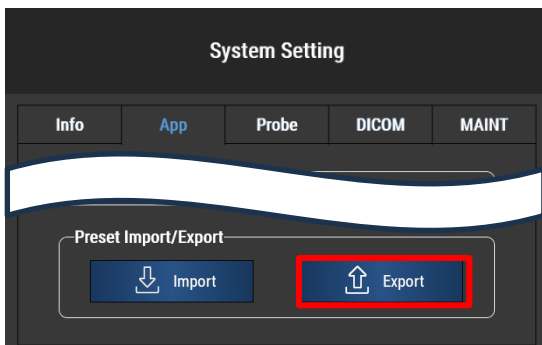 System Setting
Info App Probe DICOM MAINT
Preset Import/Export
Import Export